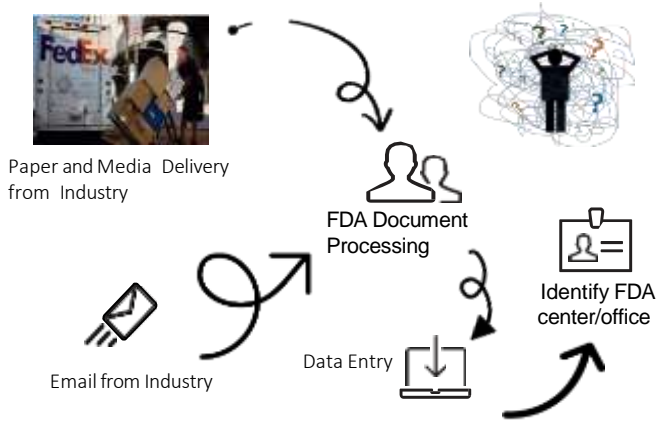 FedEx
Paper and Media Delivery
from Industry
FDA Document
Processing
Identify FDA
center/office
Data Entry
Email from Industry